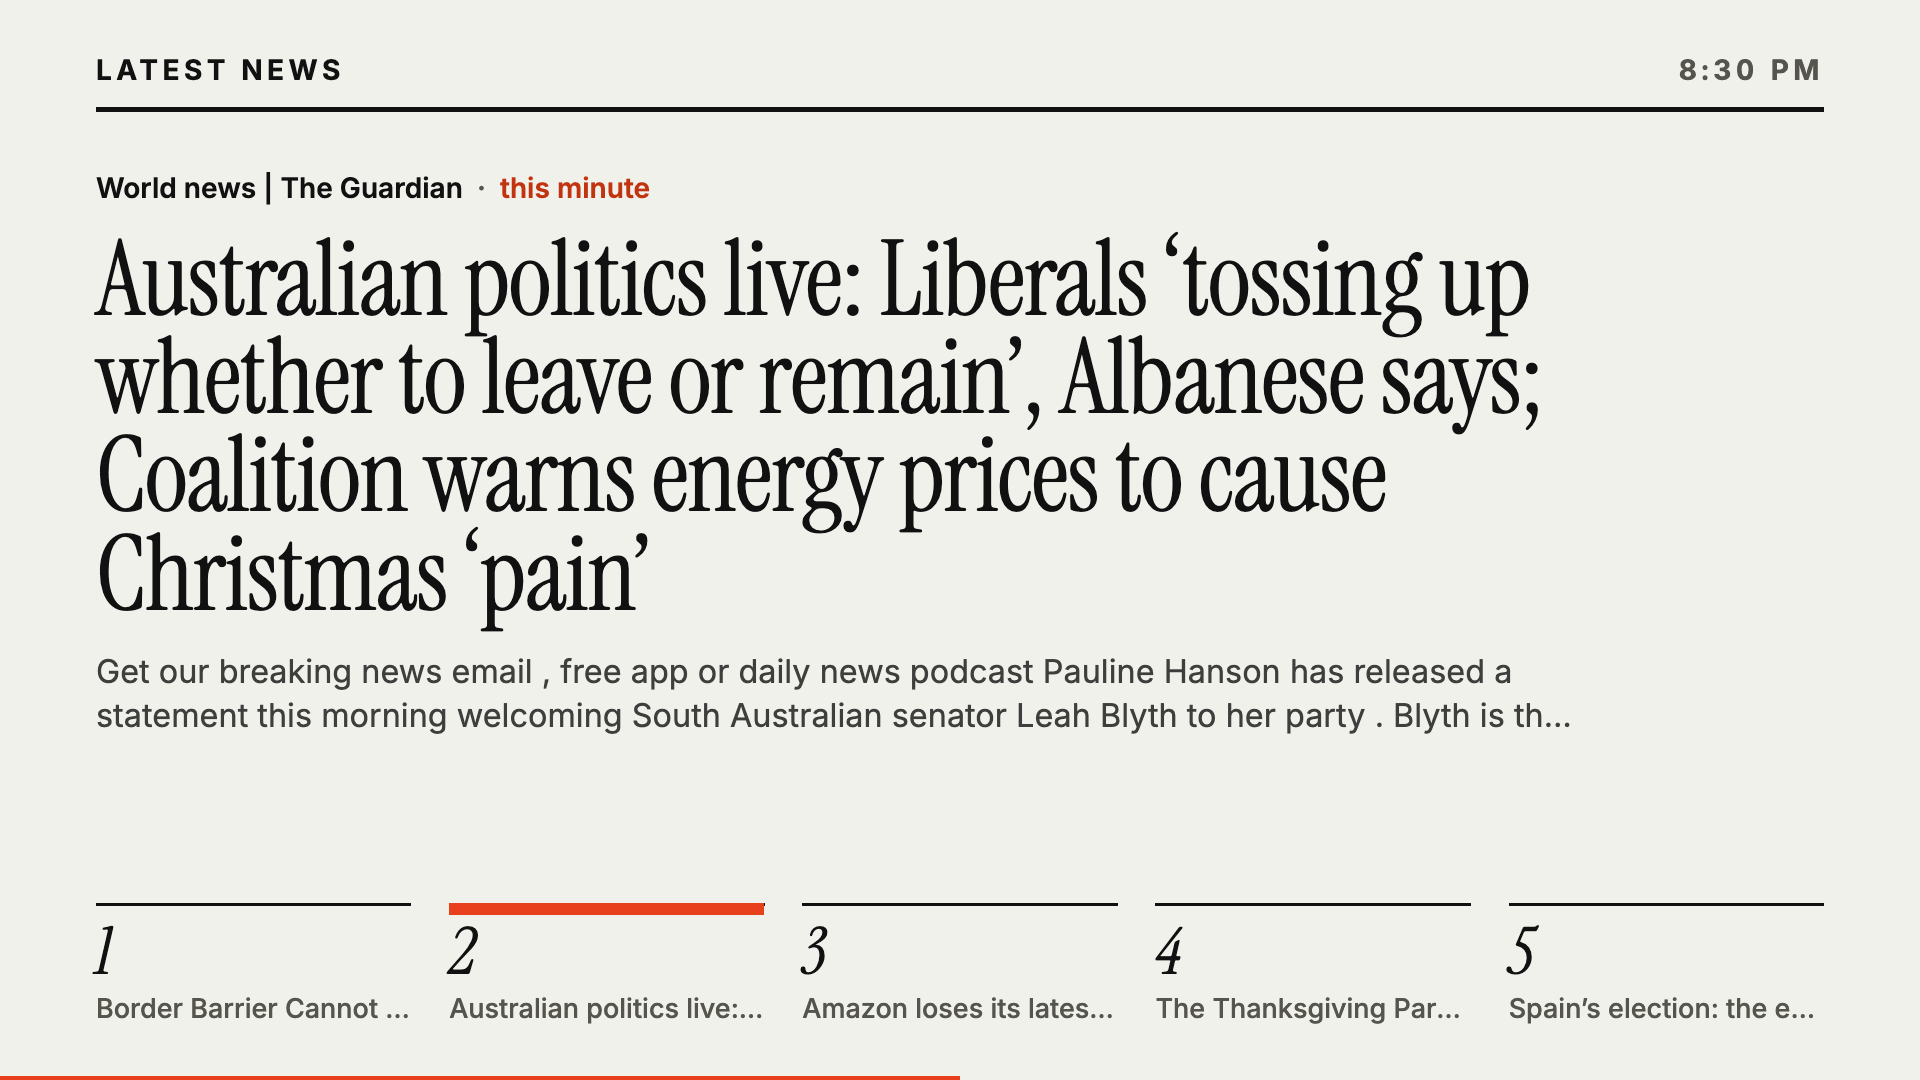 LATEST NEWS
8:30 PM
World news | The Guardian · this minute
Australian politics live: Liberals ‘tossing up
whether to leave or remain’, Albanese says;
Coalition warns energy prices to cause
Christmas ‘pain’
Get our breaking news email , free app or daily news podcast Pauline Hanson has released a
statement this morning welcoming South Australian senator Leah Blyth to her party . Blyth is th...
1
Border Barrier Cannot ...
2
Australian politics live:...
3
Amazon loses its lates...
4
The Thanksgiving Par...
5
Spain’s election: the e...